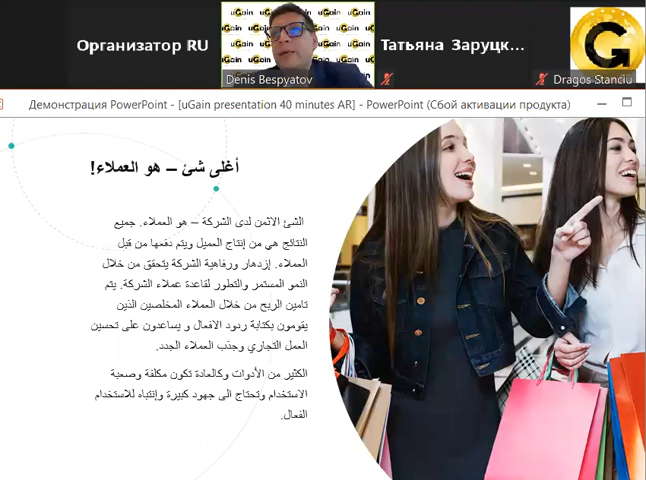 Организатор RU
uGain uGain uGain
Denis Bespyatov
Татьяна Заруцк...
Dragos Stanciu
Демонстрация PowerPoint - [uGain presentation 40 minutes AR] - PowerPoint (Сбой активации продукта)
أغلى شئ – هو العملاء!
الشئ الاثمن لدى الشركة – هو العملاء. جميع
النتائج هي من إنتاج العميل ويتم دفعها من قبل
العملاء. إزدهار ورفاهية الشركة يتحقق من خلال
النمو المستمر والتطور لقاعدة عملاء الشركة. يتم
تامين الربح من خلال العملاء المخلصين الذين
يقومون بكتابة ردود الافعال و يساعدون على تحسين
العمل التجاري وجذب العملاء الجدد.
الكثير من الأدوات وكالعادة تكون مكلفة وصعبة
الاستخدام وتحتاج الى جهود كبيرة وإنتباه للاستخدام
الفعال.